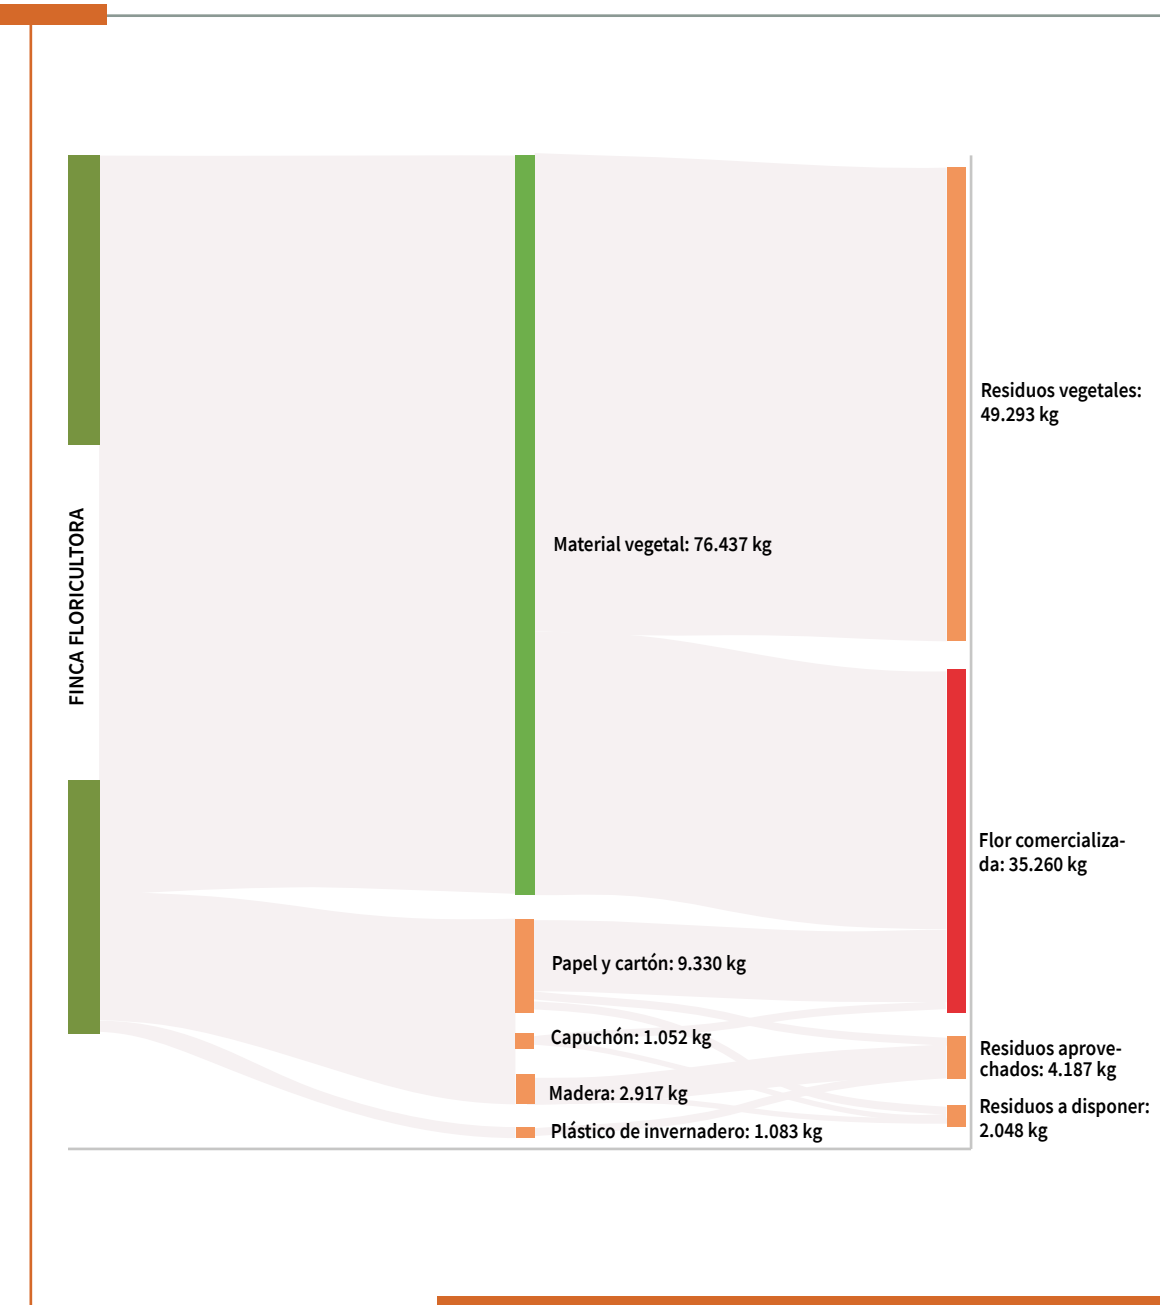 FINCA FLORICULTORA
Material vegetal: 76.437 kg
Papel y cartón: 9.330 kg
Capuchón: 1.052 kg
Madera: 2.917 kg
Plástico de invernadero: 1.083 kg
Residuos vegetales:
49.293 kg
Flor comercializa-
da: 35.260 kg
Residuos aprove-
chados: 4.187 kg
Residuos a disponer:
2.048 kg